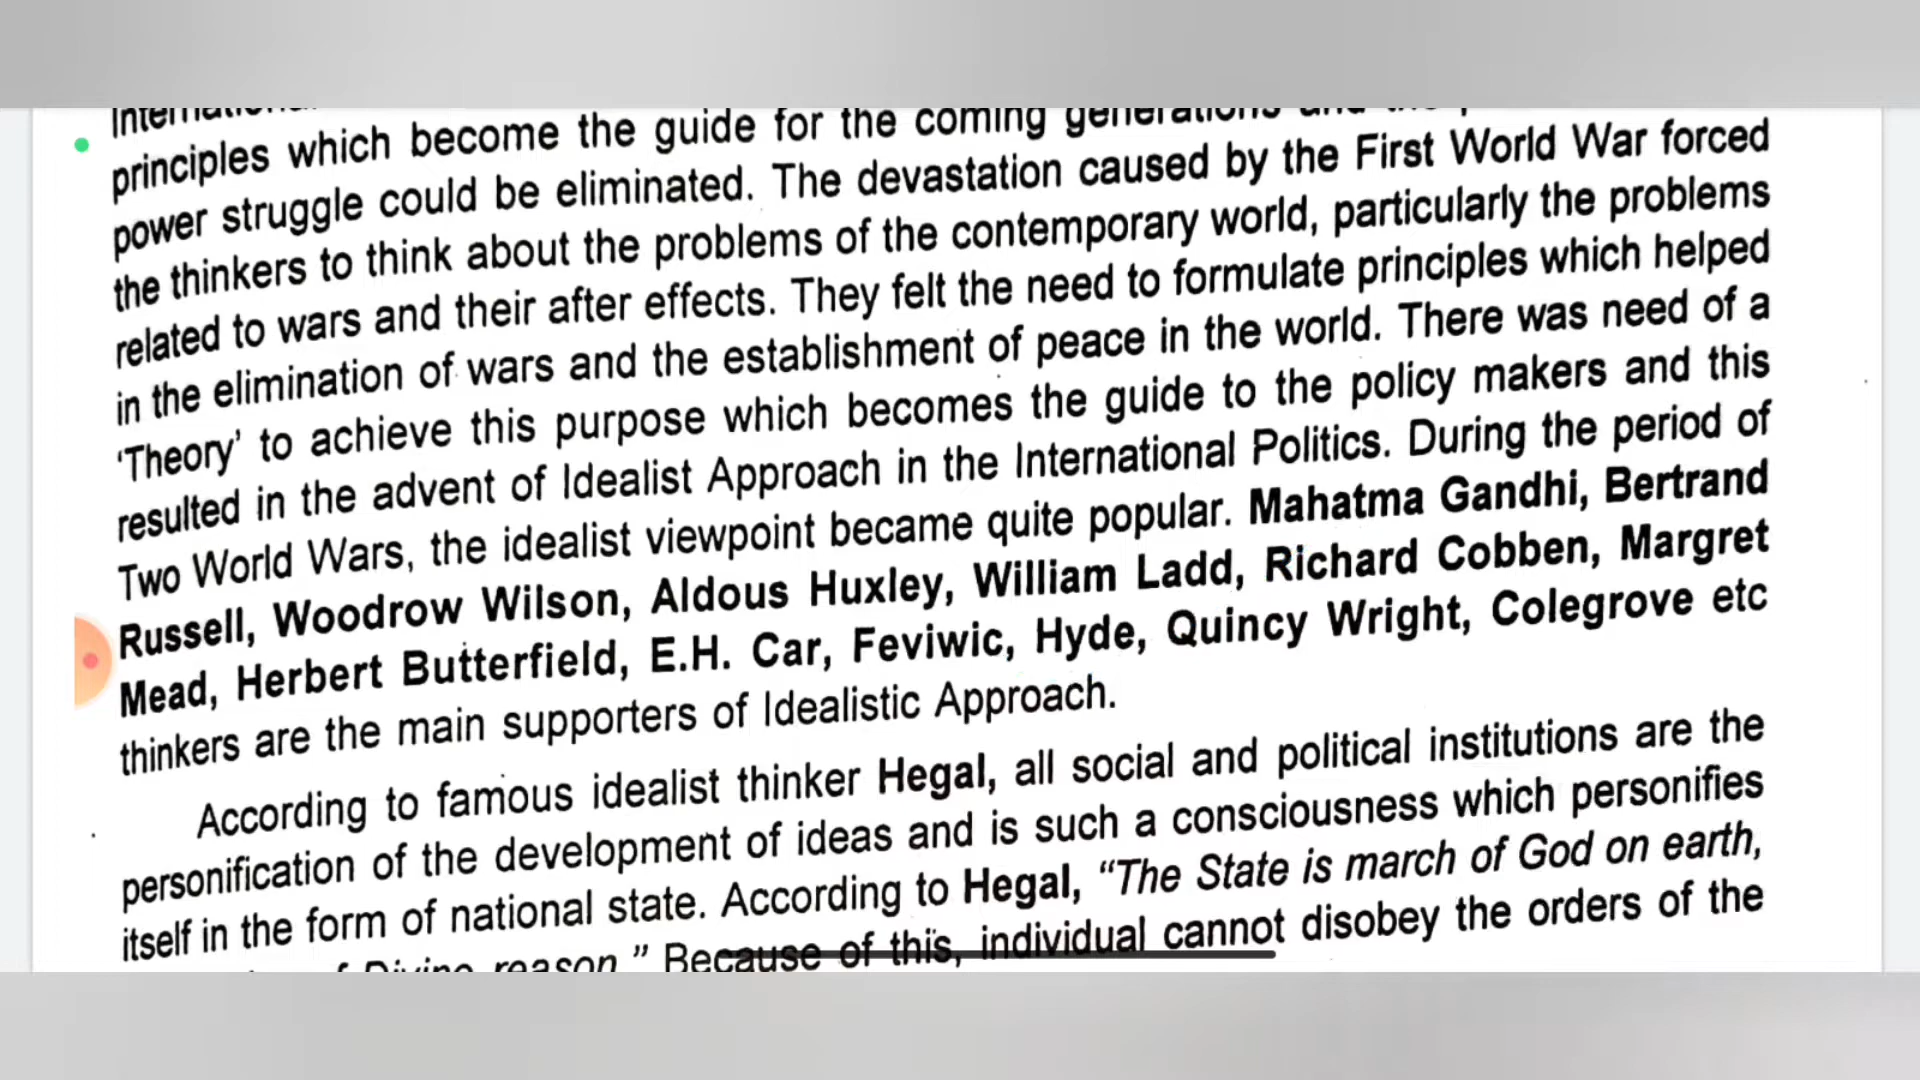 principles which become the guide for the coming generations and
power struggle could be eliminated. The devastation caused by the First World War forced
the thinkers to think about the problems of the contemporary world, particularly the problems
related to wars and their after effects. They felt the need to formulate principles which helped
in the elimination of wars and the establishment of peace in the world. There was need of a
‘Theory’ to achieve this purpose which becomes the guide to the policy makers and this
resulted in the advent of Idealist Approach in the International Politics. During the period of
Two World Wars, the idealist viewpoint became quite popular. Mahatma Gandhi, Bertrand
Russell, Woodrow Wilson, Aldous Huxley, William Ladd, Richard Cobben, Margret
Mead, Herbert Butterfield, E.H. Car, Feviwic, Hyde, Quincy Wright, Colegrove etc
thinkers are the main supporters of Idealistic Approach.
According to famous idealist thinker Hegal, all social and political institutions are the
personification of the development of ideas and is such a consciousness which personifies
itself in the form of national state. According to Hegal, “The State is march of God on earth,
Divine reason ” Because of this, individual cannot disobey the orders of the